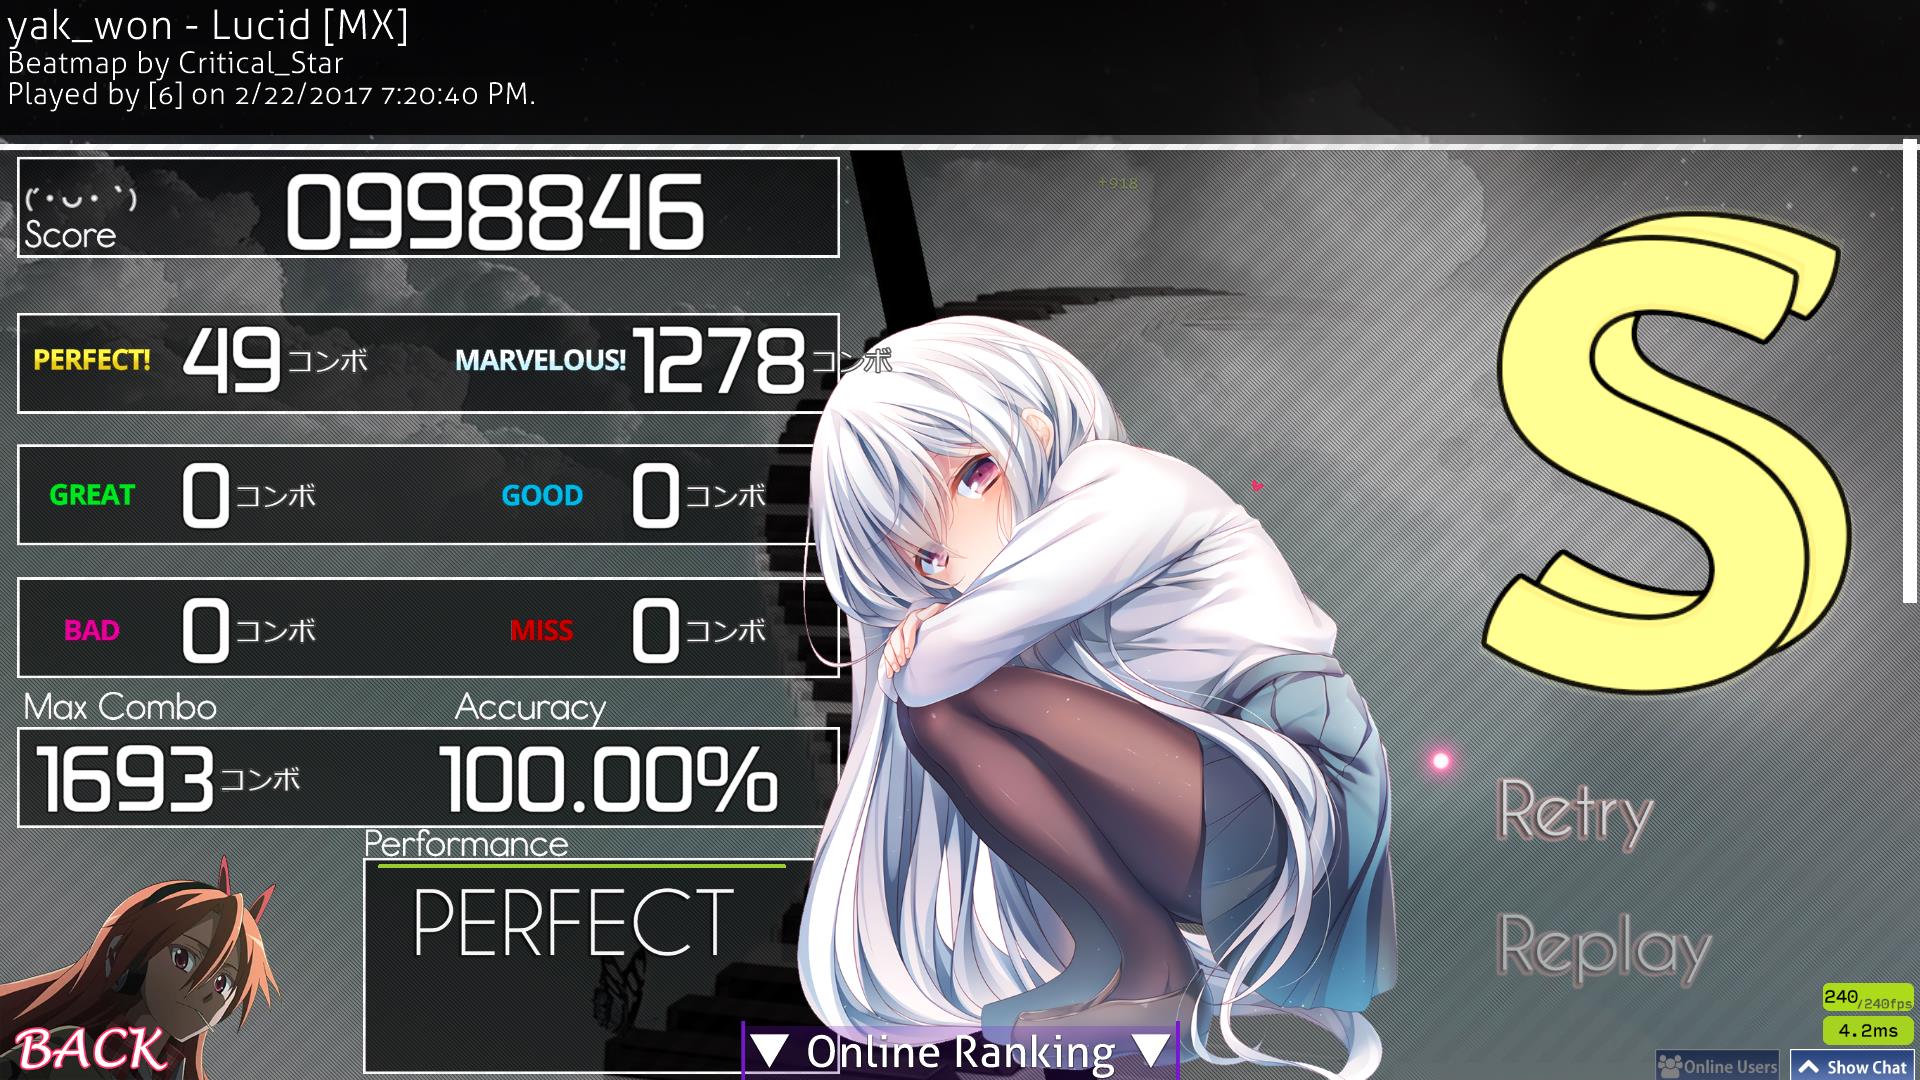 yak_won - Lucid [MX]
Beatmap by Critical_Star
Played by [6] on 2/22/2017 7:20:40 PM.
(´・ᴗ・`)
Score 0998846
+918
PERFECT! 49コンボ MARVELOUS! 1278コンボ
GREAT 0コンボ GOOD 0コンボ
BAD 0コンボ MISS 0コンボ
Max Combo Accuracy
1693コンボ 100.00%
Performance
PERFECT
S
Retry
Replay
BACK
▼ Online Ranking ▼
240/240fps
4.2ms
Online Users Show Chat